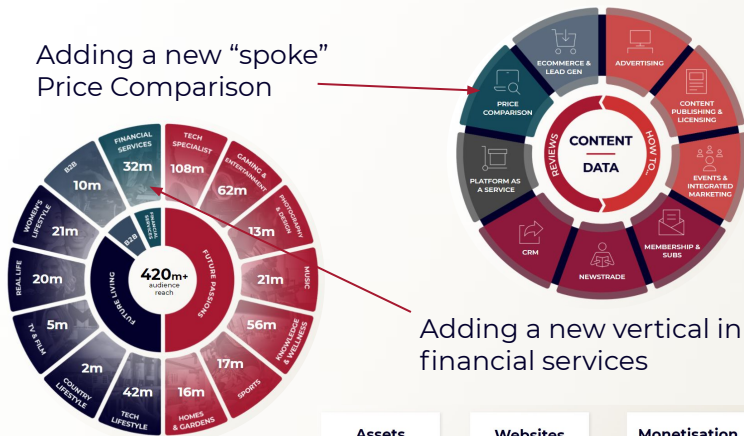 Adding a new “spoke”
Price Comparison
FINANCIAL
SERVICES
32m
TECH
SPECIALIST
108m
GAMING &
ENTERTAINMENT
62m
PHOTOGRAPHY
& DESIGN
13m
MUSIC
21m
KNOWLEDGE
& WELLNESS
56m
SPORTS
17m
HOMES
& GARDENS
16m
TECH
LIFESTYLE
42m
COUNTRY
LIFESTYLE
2m
TV & FILM
5m
REAL LIFE
20m
WOMEN'S
LIFESTYLE
21m
B2B
10m
B2B
FINANCIAL
SERVICES
FUTURE LIVING
FUTURE PASSIONS
420m+
audience
reach
ECOMMERCE &
LEAD GEN
ADVERTISING
CONTENT
PUBLISHING &
LICENSING
EVENTS &
INTEGRATED
MARKETING
MEMBERSHIP &
SUBS
NEWSTRADE
CRM
PLATFORM AS
A SERVICE
PRICE
COMPARISON
REVIEWS
HOW TO...
CONTENT
DATA
Adding a new vertical in
financial services
Assets
Websites
Monetisation